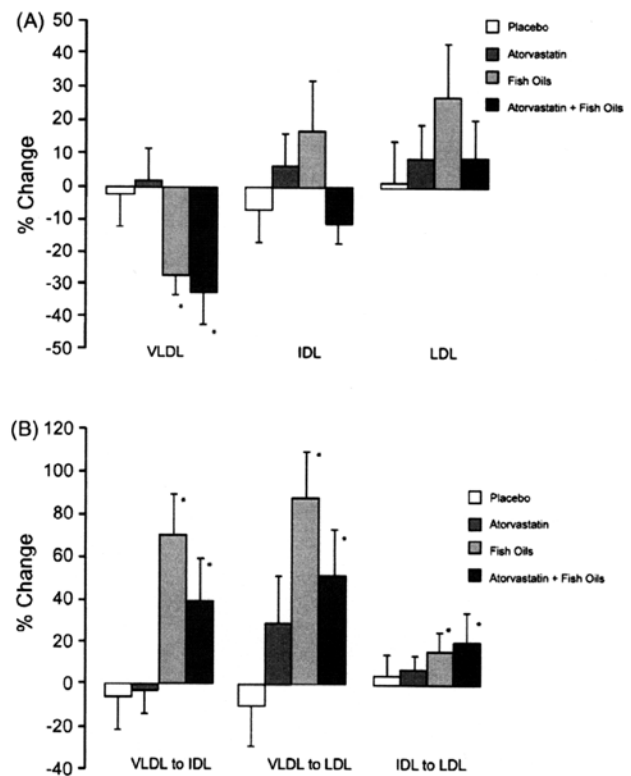 (A)
50
40
30
20
10
0
-10
-20
-30
-40
-50
% Change
Placebo
Atorvastatin
Fish Oils
Atorvastatin + Fish Oils
*
*
VLDL
IDL
LDL
(B)
120
100
80
60
40
20
0
-20
-40
% Change
Placebo
Atorvastatin
Fish Oils
Atorvastatin + Fish Oils
*
*
*
*
*
*
VLDL to IDL
VLDL to LDL
IDL to LDL